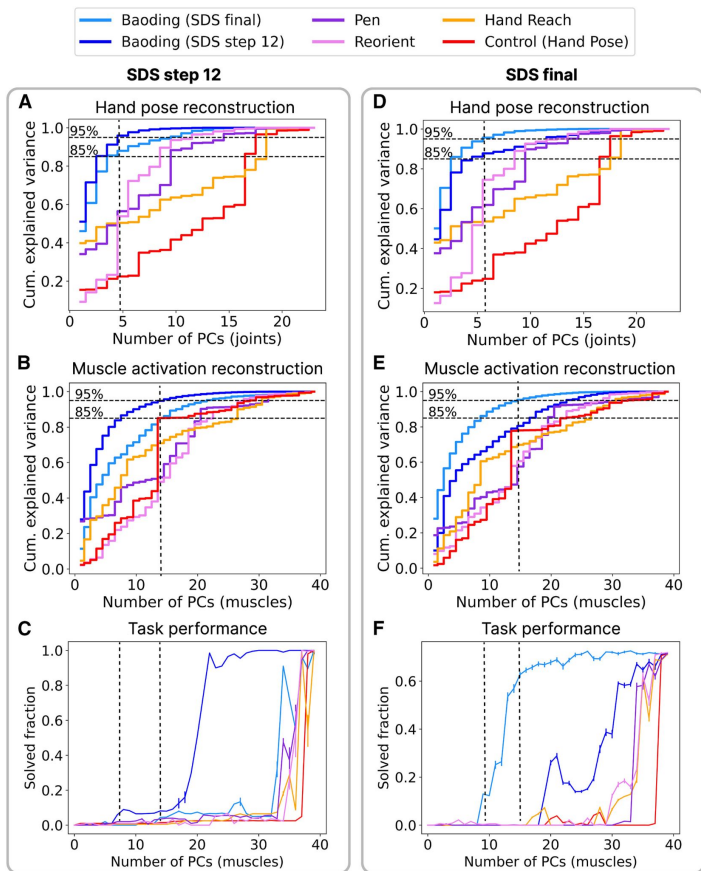 Baoding (SDS final) Pen Hand Reach
Baoding (SDS step 12) Reorient Control (Hand Pose)
SDS step 12
SDS final
A
Hand pose reconstruction
1.0
0.8
0.6
0.4
0.2
95%
85%
Cum. explained variance
0 5 10 15 20
Number of PCs (joints)
D
Hand pose reconstruction
1.0
0.8
0.6
0.4
0.2
95%
85%
Cum. explained variance
0 5 10 15 20
Number of PCs (joints)
B
Muscle activation reconstruction
1.0
0.8
0.6
0.4
0.2
0.0
95%
85%
Cum. explained variance
0 10 20 30 40
Number of PCs (muscles)
E
Muscle activation reconstruction
1.0
0.8
0.6
0.4
0.2
0.0
95%
85%
Cum. explained variance
0 10 20 30 40
Number of PCs (muscles)
C
Task performance
1.0
0.8
0.6
0.4
0.2
0.0
Solved fraction
0 10 20 30 40
Number of PCs (muscles)
F
Task performance
0.6
0.4
0.2
0.0
Solved fraction
0 10 20 30 40
Number of PCs (muscles)